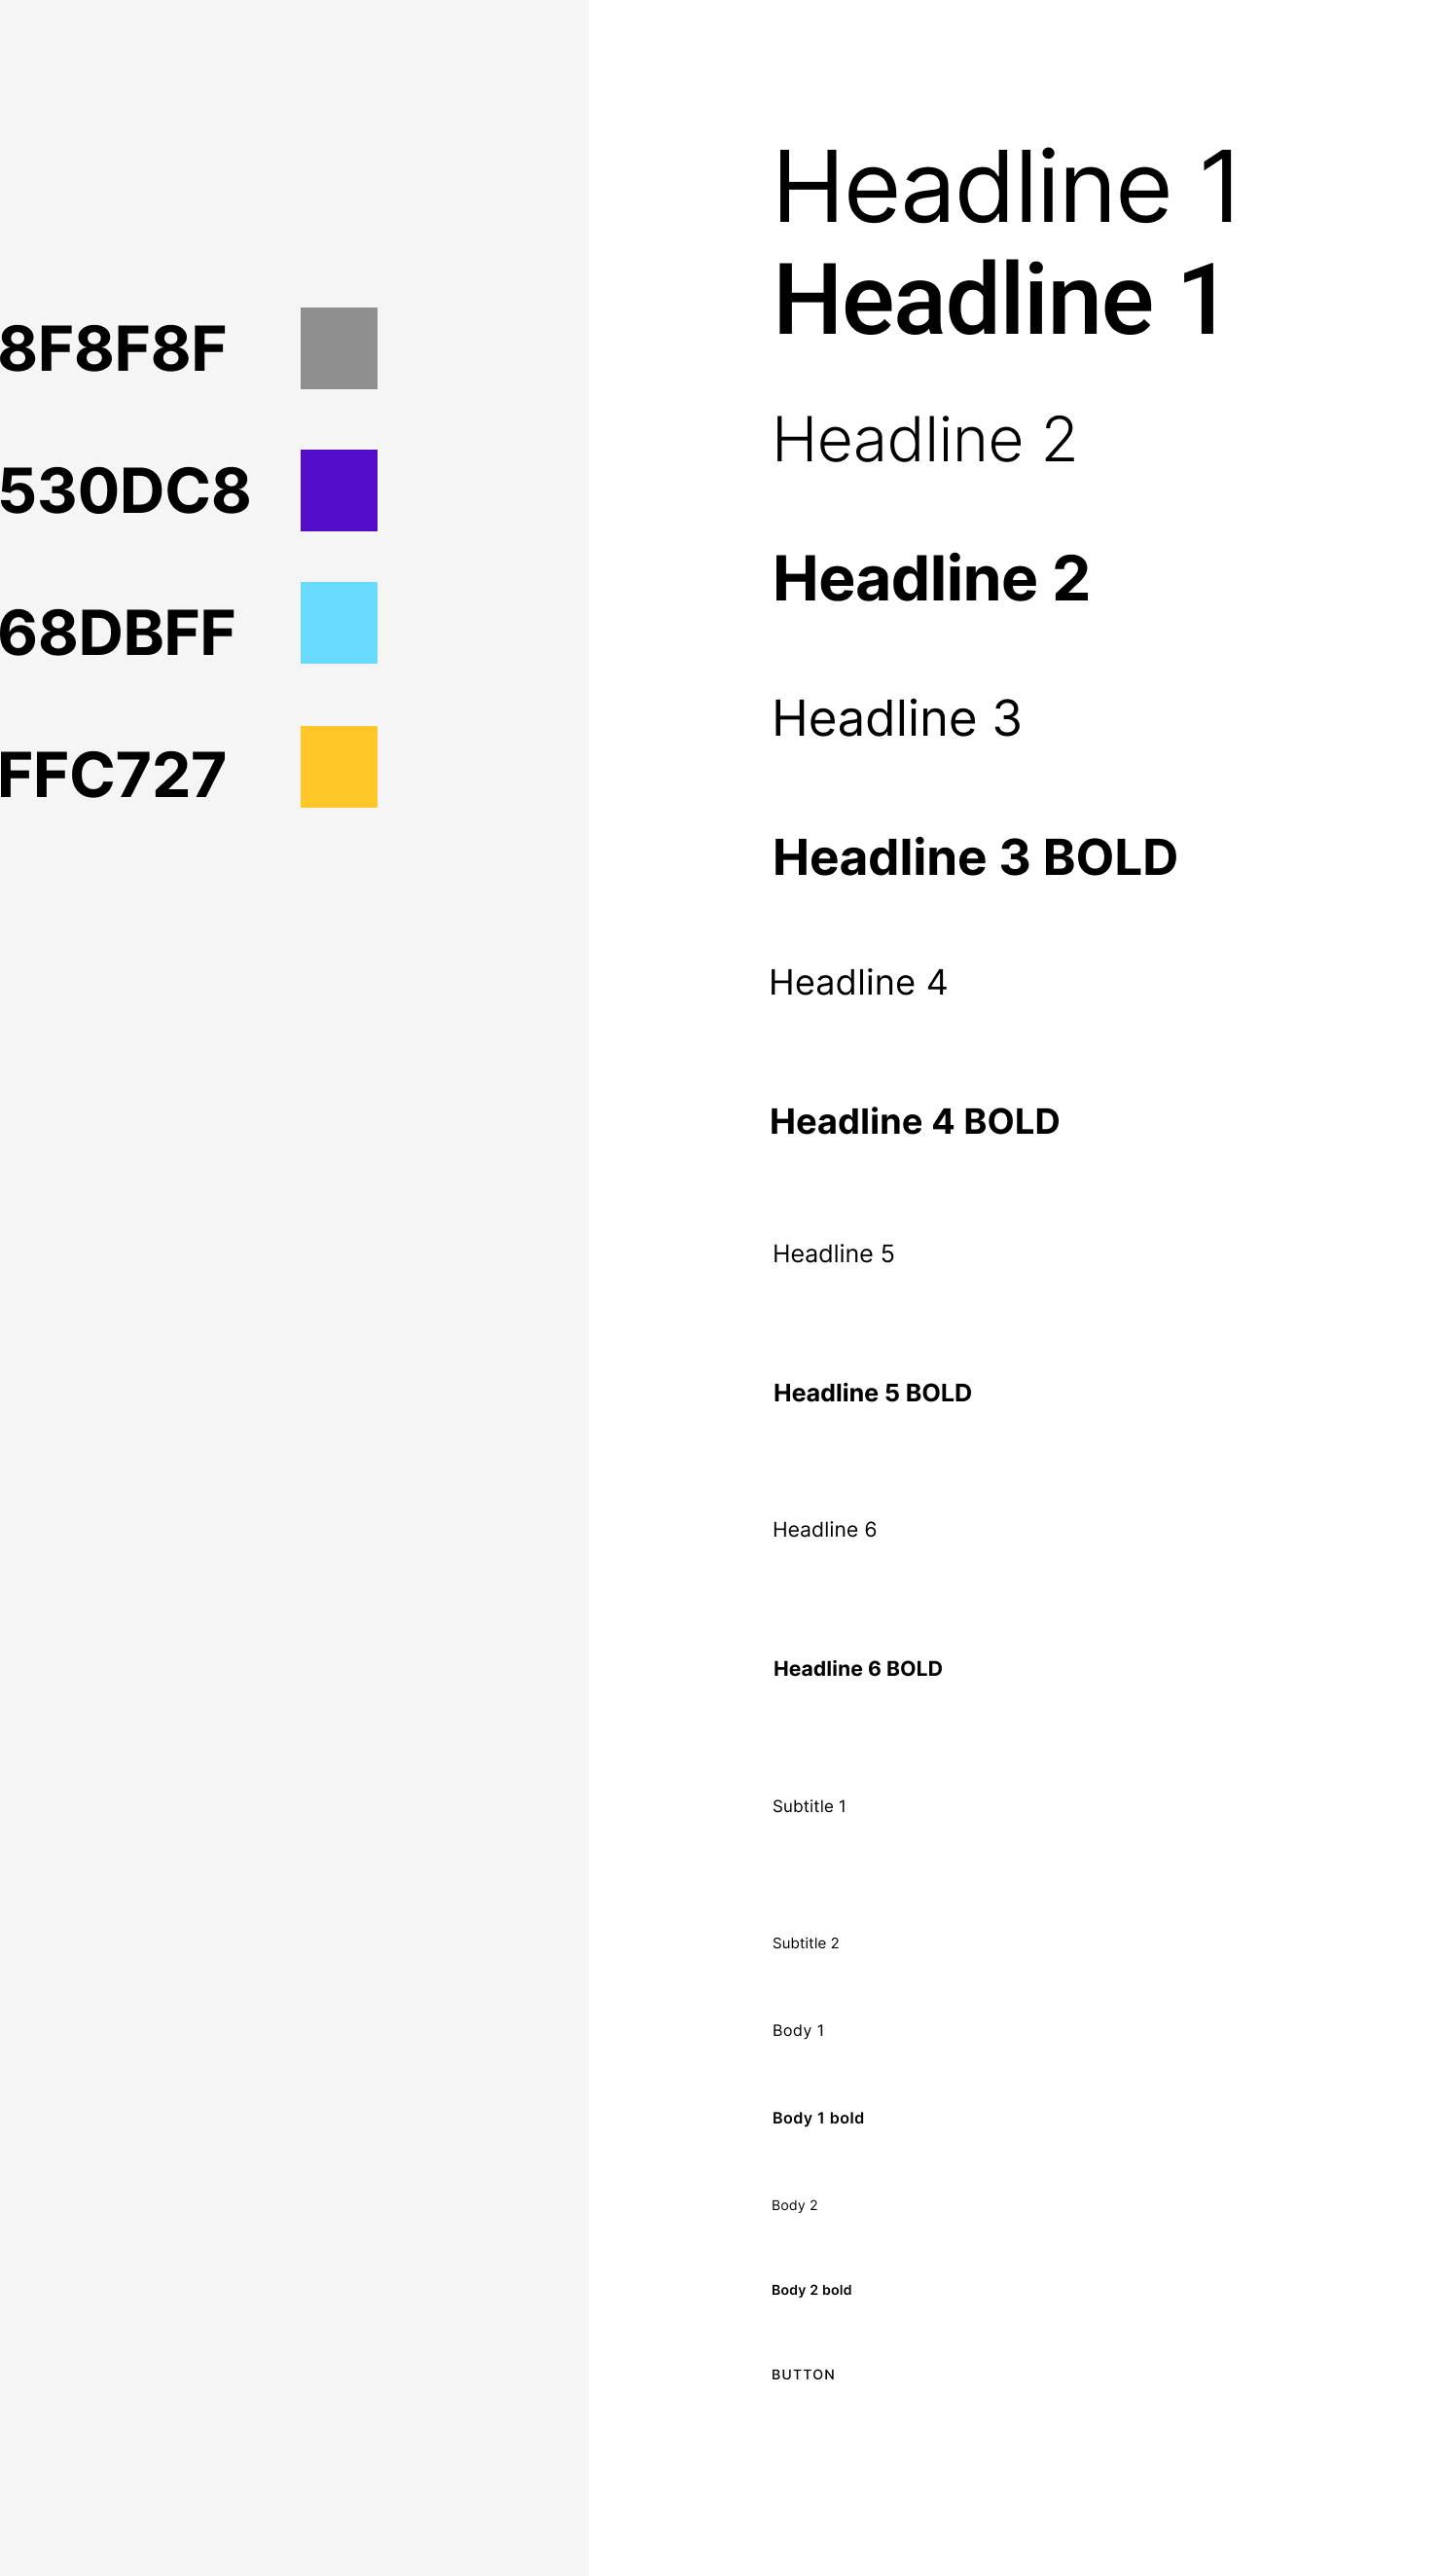 8F8F8F
530DC8
68DBFF
FFC727
Headline 1
Headline 1
Headline 2
Headline 2
Headline 3
Headline 3 BOLD
Headline 4
Headline 4 BOLD
Headline 5
Headline 5 BOLD
Headline 6
Headline 6 BOLD
Subtitle 1
Subtitle 2
Body 1
Body 1 bold
Body 2
Body 2 bold
BUTTON